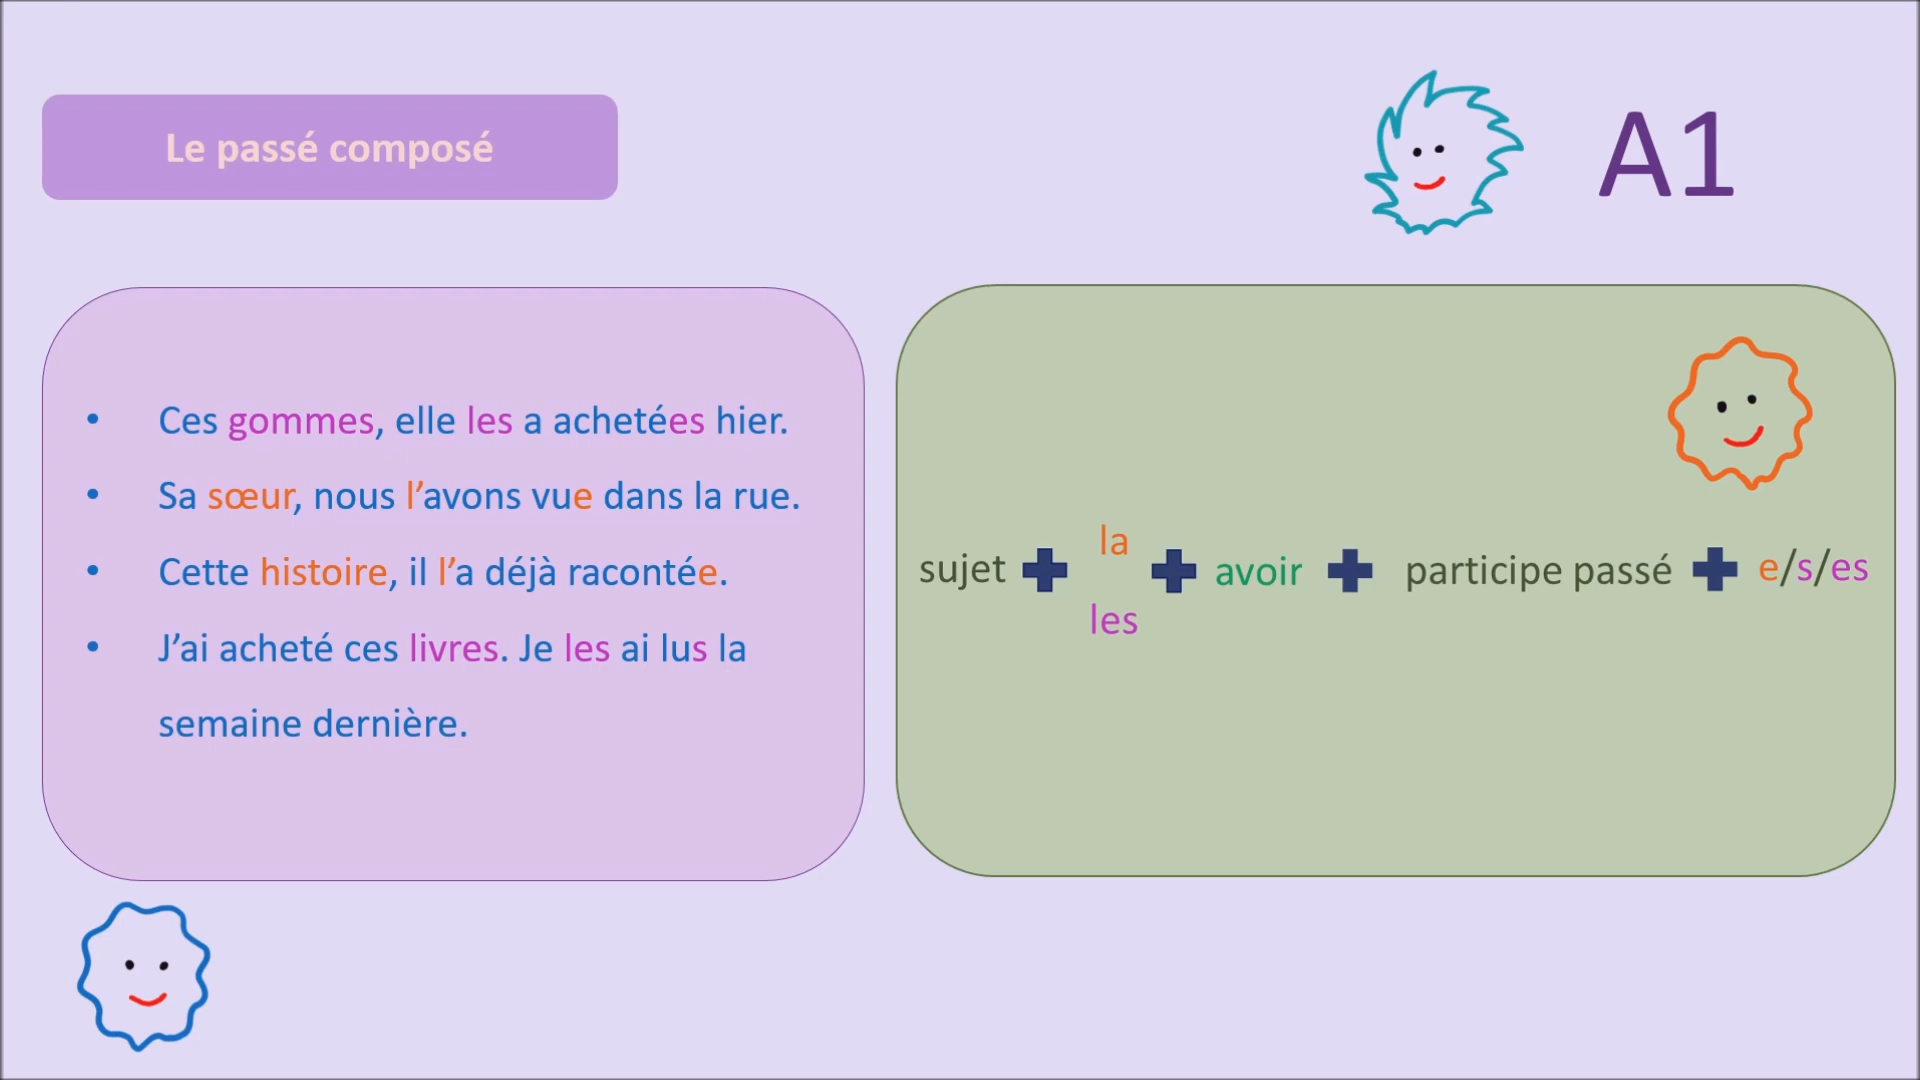 Le passé composé
A1
• Ces gommes, elle les a achetées hier.
• Sa sœur, nous l’avons vue dans la rue.
• Cette histoire, il l’a déjà racontée.
• J’ai acheté ces livres. Je les ai lus la
semaine dernière.
la
sujet + avoir + participe passé + e/s/es
les